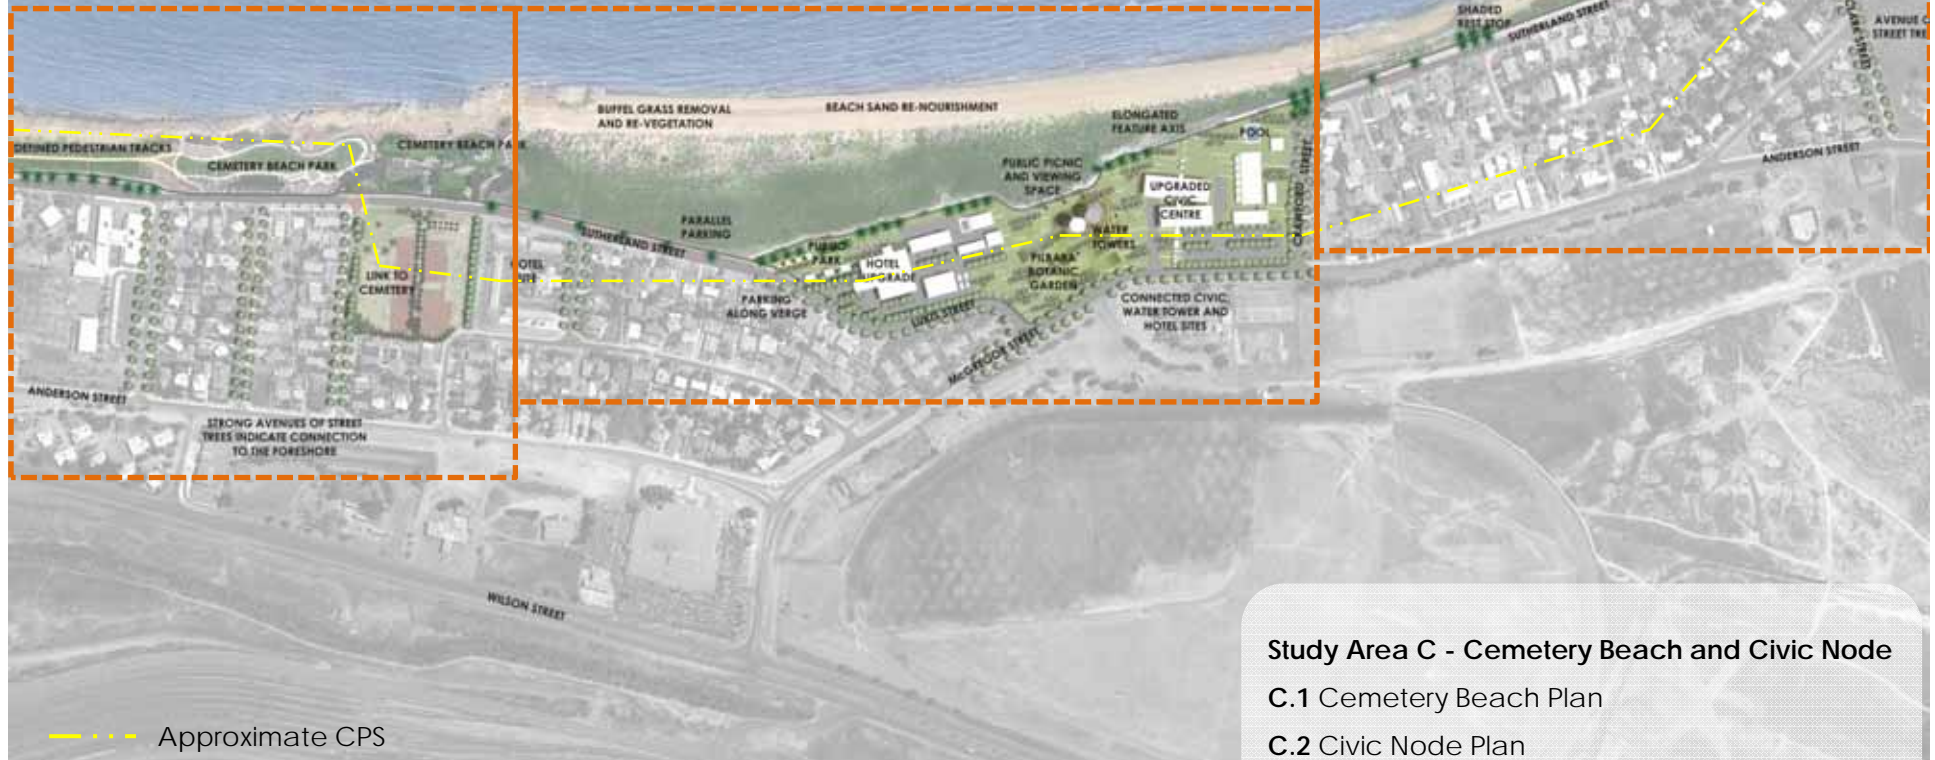 SHADED
REST STOP
SUTHERLAND STREET
CLARK STREET
AVENUE
STREET TRE
BUFFEL GRASS REMOVAL
AND RE-VEGETATION
BEACH SAND RE-NOURISHMENT
ELONGATED
FEATURE AXIS
POOL
DEFINED PEDESTRIAN TRACKS
CEMETERY BEACH PARK
CEMETERY BEACH PARK
PUBLIC PICNIC
AND VIEWING
SPACE
ANDERSON STREET
UPGRADED
CIVIC
CENTRE
CRAWFORD STREET
PARALLEL
PARKING
SUTHERLAND STREET
PUBLIC
PARK
WATER
TOWERS
HOTEL
UPGRADE
PILBARA
BOTANIC
GARDEN
LINK TO
CEMETERY
PARKING
ALONG VERGE
LUKIS STREET
CONNECTED CIVIC,
WATER TOWER AND
HOTEL SITES
McGREGOR STREET
ANDERSON STREET
STRONG AVENUES OF STREET
TREES INDICATE CONNECTION
TO THE FORESHORE
WILSON STREET
Study Area C - Cemetery Beach and Civic Node
C.1 Cemetery Beach Plan
C.2 Civic Node Plan
Approximate CPS